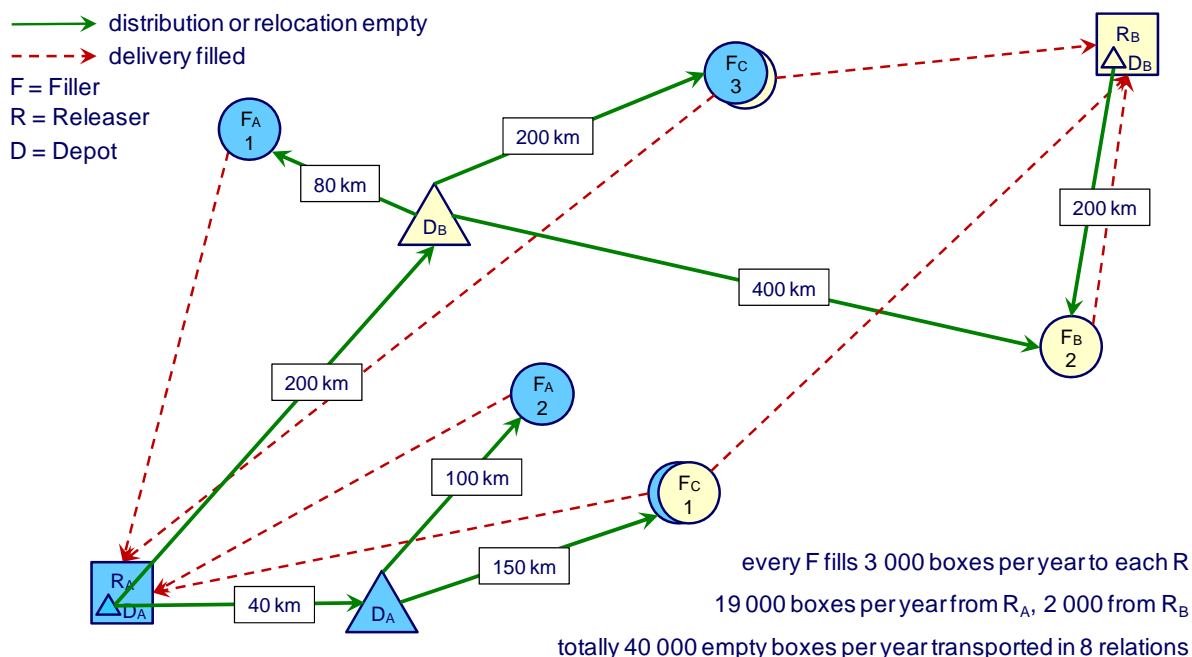 distribution or relocation empty
delivery filled
F = Filler
R = Releaser
D = Depot
FA
1
FC
3
RB
DB
200 km
80 km
DB
200 km
400 km
FB
2
200 km
FA
2
100 km
FC
1
150 km
RA
DA
40 km
DA
every F fills 3 000 boxes per year to each R
19 000 boxes per year from RA, 2 000 from RB
totally 40 000 empty boxes per year transported in 8 relations